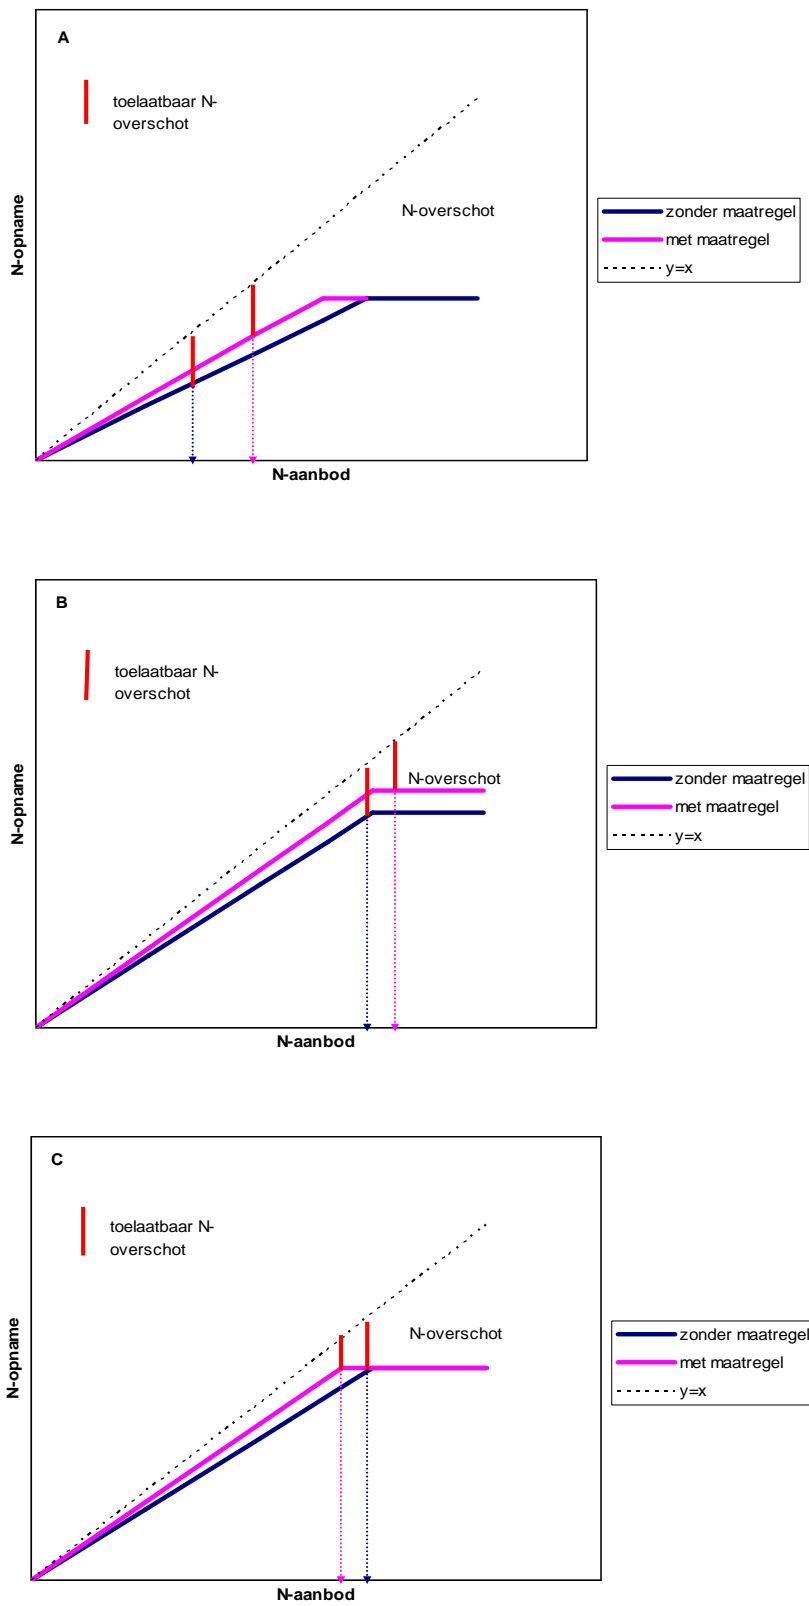 A
toelaatbaar N-
overschot
N-overschot
N-opname
N-aanbod
zonder maatregel
met maatregel
y=x
B
toelaatbaar N-
overschot
N-overschot
N-opname
N-aanbod
zonder maatregel
met maatregel
y=x
C
toelaatbaar N-
overschot
N-overschot
N-opname
N-aanbod
zonder maatregel
met maatregel
y=x